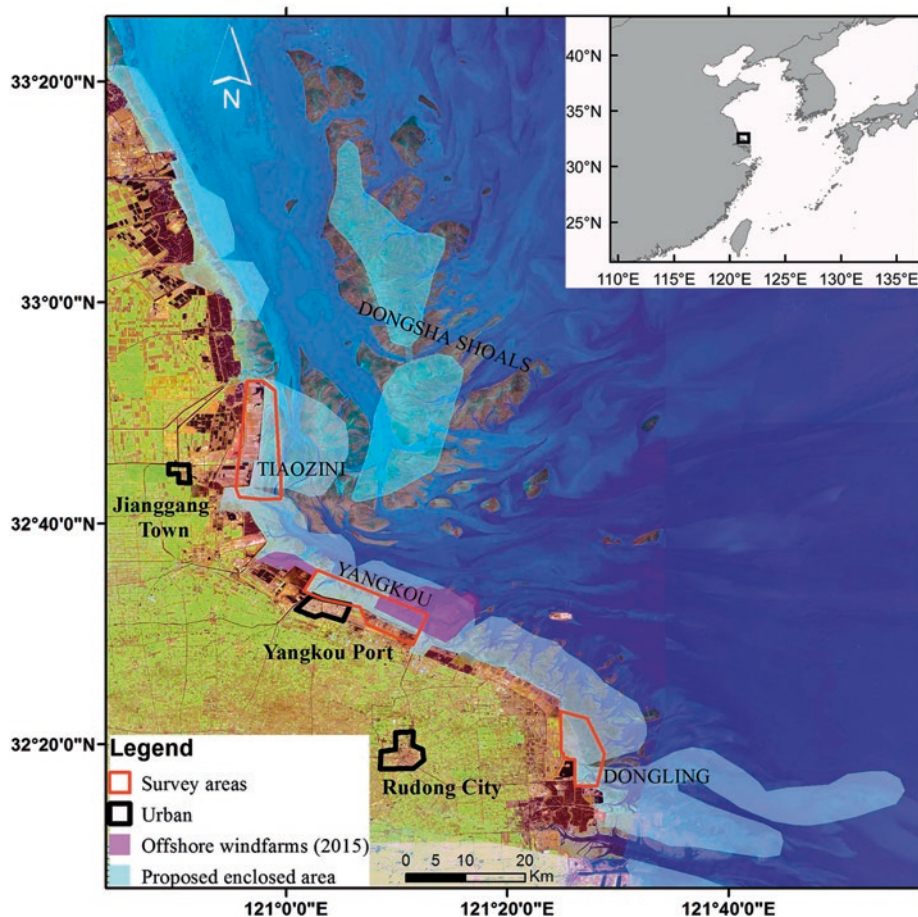 33°20'0"N
33°0'0"N
32°40'0"N
32°20'0"N
N
40°N
35°N
30°N
25°N
110°E 115°E 120°E 125°E 130°E 135°E
DONGSHA SHOALS
TIAOZINI
Jianggang
Town
YANGKOU
Yangkou Port
DONGLING
Rudong City
Legend
Survey areas
Urban
Offshore windfarms (2015)
Proposed enclosed area
0 5 10 20
Km
121°0'0"E 121°20'0"E 121°40'0"E